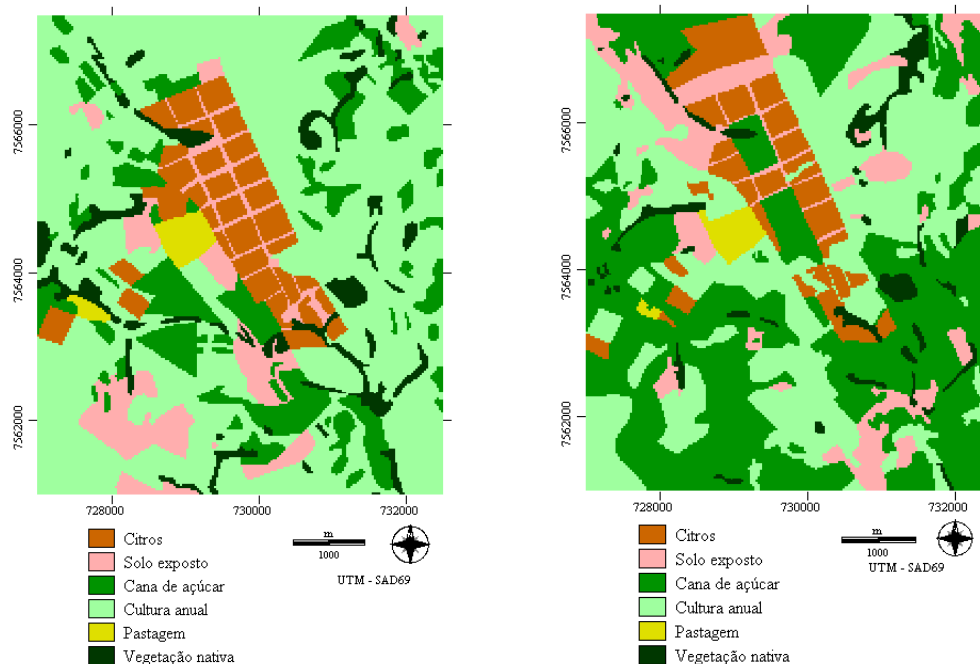 7566000
7564000
7562000
728000
730000
732000
Citros
Solo exposto
Cana de açúcar
Cultura anual
Pastagem
Vegetação nativa
m
1000
UTM - SAD69
7566000
7564000
7562000
728000
730000
732000
Citros
Solo exposto
Cana de açúcar
Cultura anual
Pastagem
Vegetação nativa
m
1000
UTM - SAD69